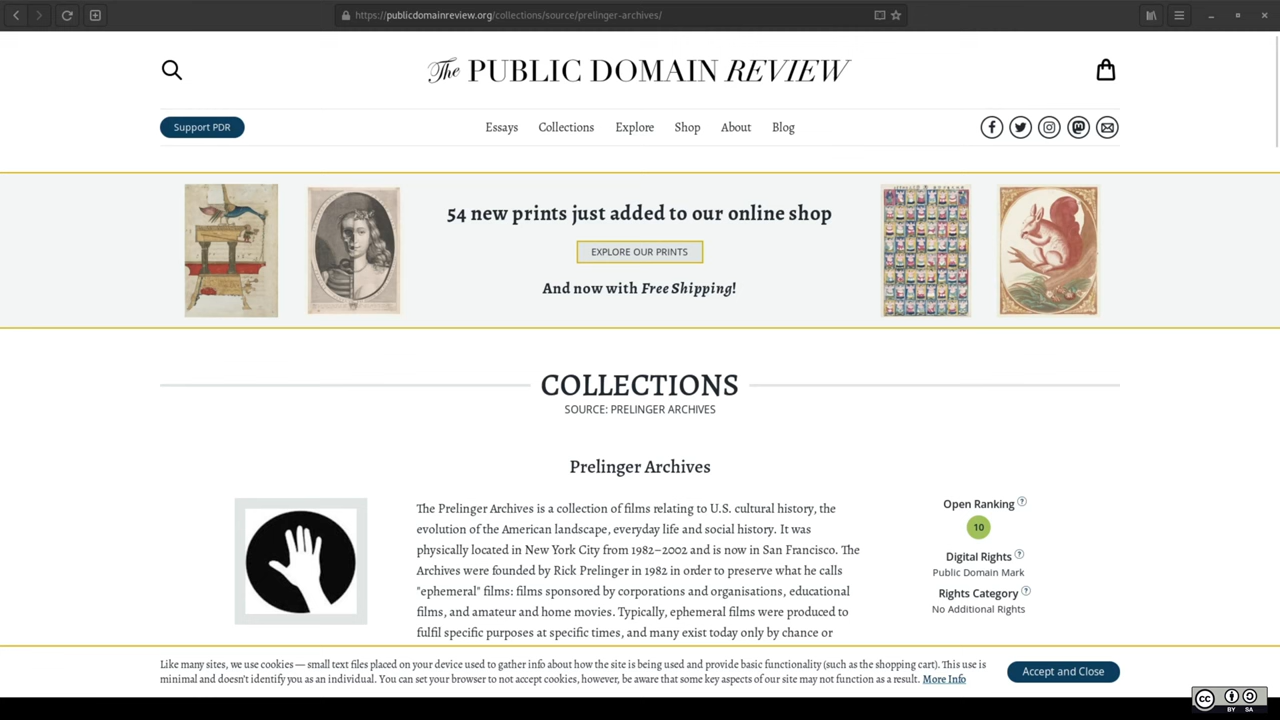 https://publicdomainreview.org/collections/source/prelinger-archives/
The PUBLIC DOMAIN REVIEW
Support PDR
Essays Collections Explore Shop About Blog
54 new prints just added to our online shop
EXPLORE OUR PRINTS
And now with Free Shipping!
COLLECTIONS
SOURCE: PRELINGER ARCHIVES
Prelinger Archives
The Prelinger Archives is a collection of films relating to U.S. cultural history, the
evolution of the American landscape, everyday life and social history. It was
physically located in New York City from 1982–2002 and is now in San Francisco. The
Archives were founded by Rick Prelinger in 1982 in order to preserve what he calls
"ephemeral" films: films sponsored by corporations and organisations, educational
films, and amateur and home movies. Typically, ephemeral films were produced to
fulfil specific purposes at specific times, and many exist today only by chance or
Open Ranking ?
10
Digital Rights ?
Public Domain Mark
Rights Category ?
No Additional Rights
Like many sites, we use cookies — small text files placed on your device used to gather info about how the site is being used and provide basic functionality (such as the shopping cart). This use is
minimal and doesn't identify you as an individual. You can set your browser to not accept cookies, however, be aware that some key aspects of our site may not function as a result. More Info
Accept and Close
cc
BY SA